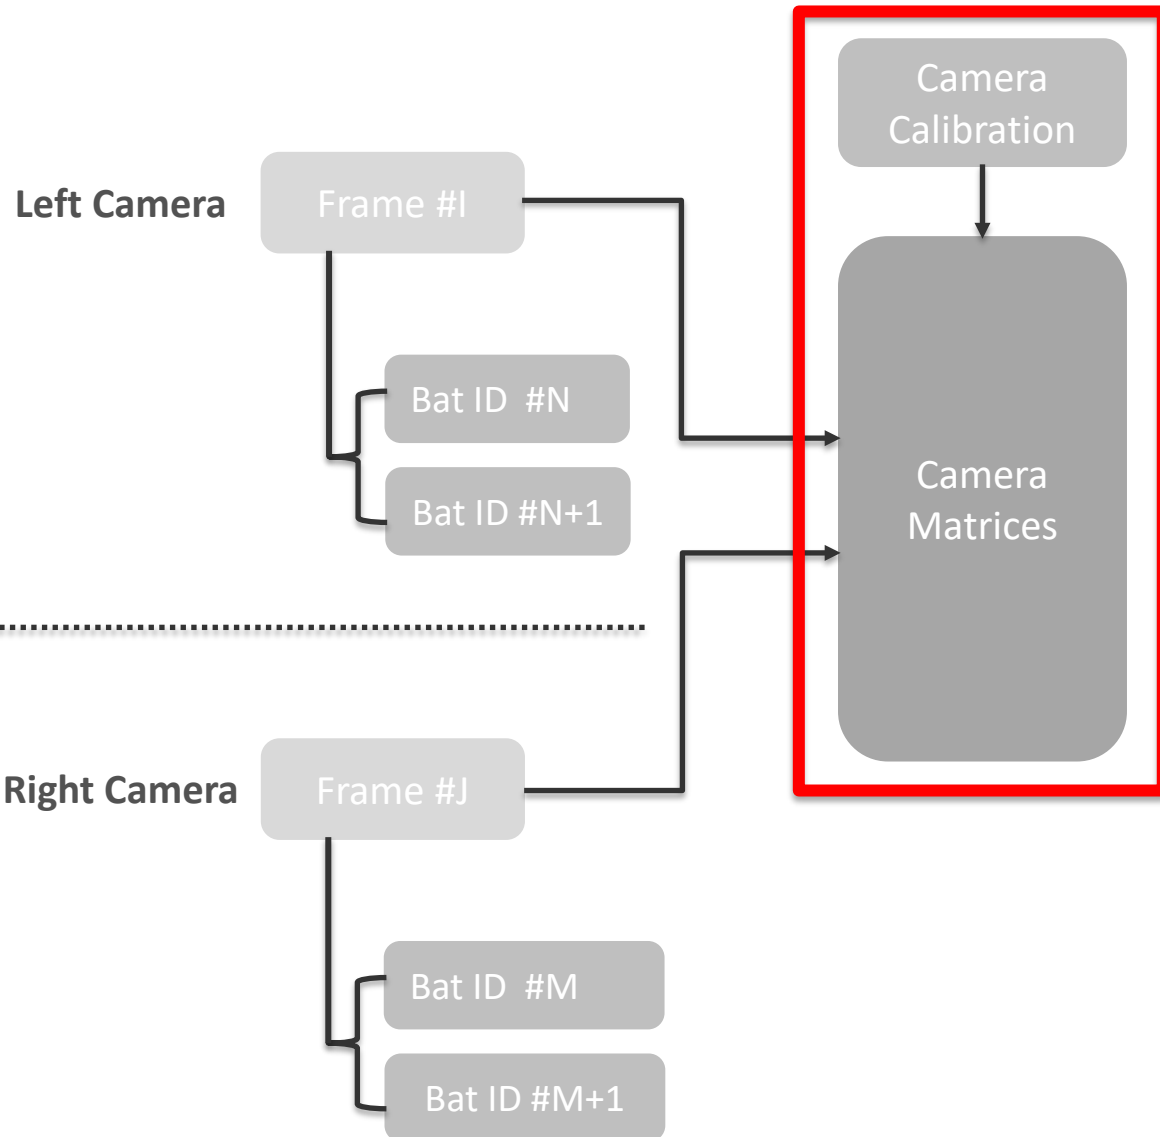 Camera
Calibration
Left Camera
Frame #I
Bat ID  #N
Bat ID #N+1
Camera
Matrices
Right Camera
Frame #J
Bat ID  #M
Bat ID #M+1